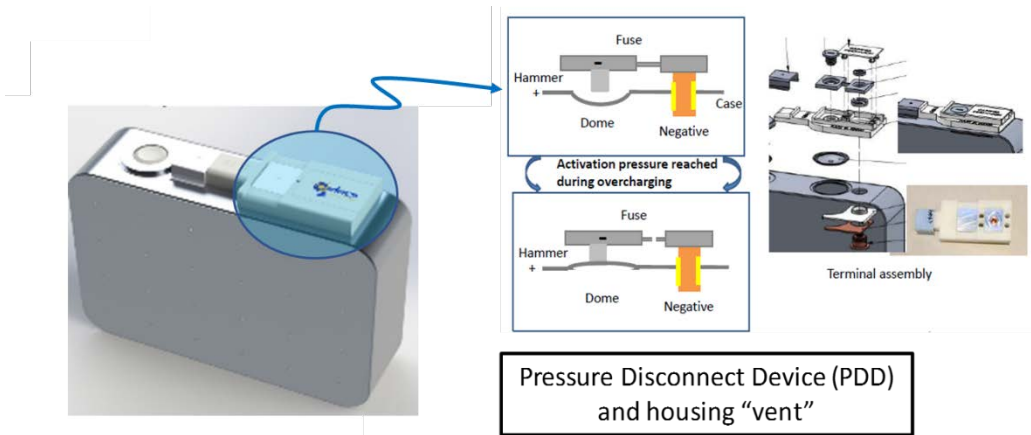 Fuse
Hammer
+
Case
Dome
Negative
Activation pressure reached
during overcharging
Fuse
Hammer
+
Dome
Negative
Terminal assembly
Pressure Disconnect Device (PDD)
and housing “vent”